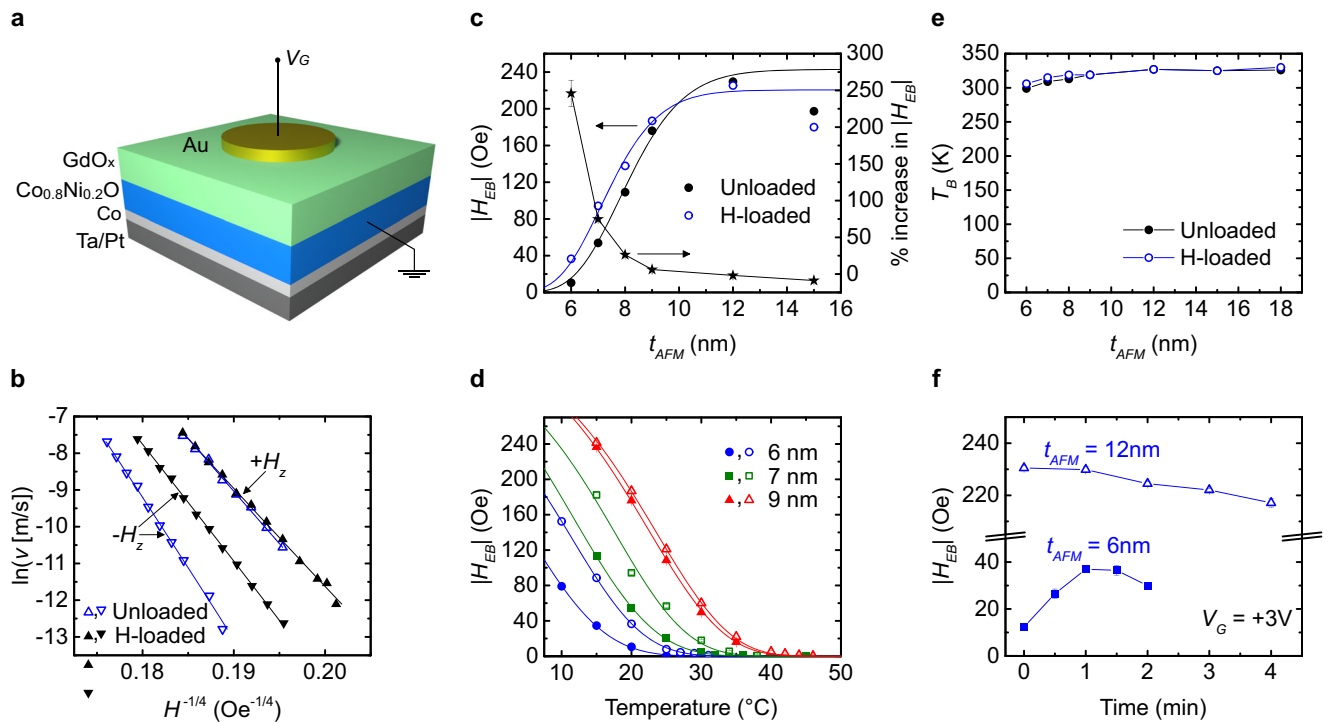 a
V_G
Au
GdOₓ
Co₀.₈Ni₀.₂O
Co
Ta/Pt
b
-7
-8
-9
-10
-11
-12
-13
ln(v [m/s])
+H_z
-H_z
Unloaded
H-loaded
0.18 0.19 0.20
H^-1/4 (Oe^-1/4)
c
240
200
160
120
80
40
0
|H_EB| (Oe)
300
250
200
150
100
50
0
% increase in |H_EB|
Unloaded
H-loaded
6 8 10 12 14 16
t_AFM (nm)
d
240
200
160
120
80
40
0
|H_EB| (Oe)
6 nm
7 nm
9 nm
10 20 30 40 50
Temperature (°C)
e
400
350
300
250
200
150
100
50
0
T_B (K)
Unloaded
H-loaded
6 8 10 12 14 16 18
t_AFM (nm)
f
240
220
40
20
0
|H_EB| (Oe)
t_AFM = 12nm
t_AFM = 6nm
V_G = +3V
0 1 2 3 4
Time (min)